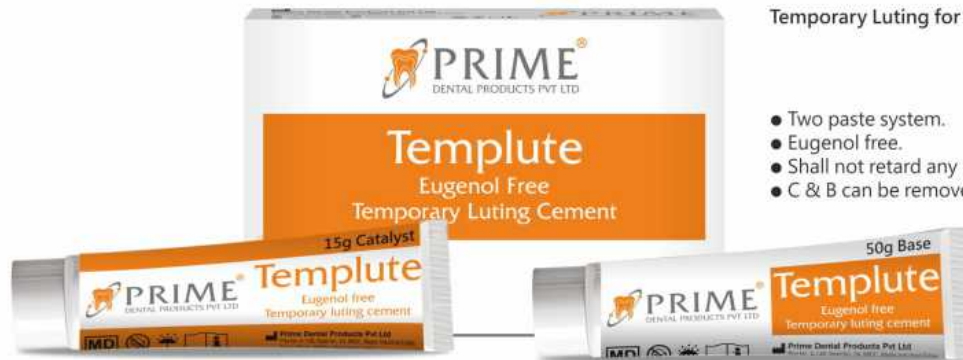 Temporary Luting for
PRIME®
DENTAL PRODUCTS PVT LTD
Templute
Eugenol Free
Temporary Luting Cement
● Two paste system.
● Eugenol free.
● Shall not retard any
● C & B can be remove
15g Catalyst
PRIME®
DENTAL PRODUCTS PVT LTD
Templute
Eugenol free
Temporary luting cement
MD
Prime Dental Products Pvt Ltd
50g Base
PRIME®
DENTAL PRODUCTS PVT LTD
Templute
Eugenol free
Temporary luting cement
MD
Prime Dental Products Pvt Ltd